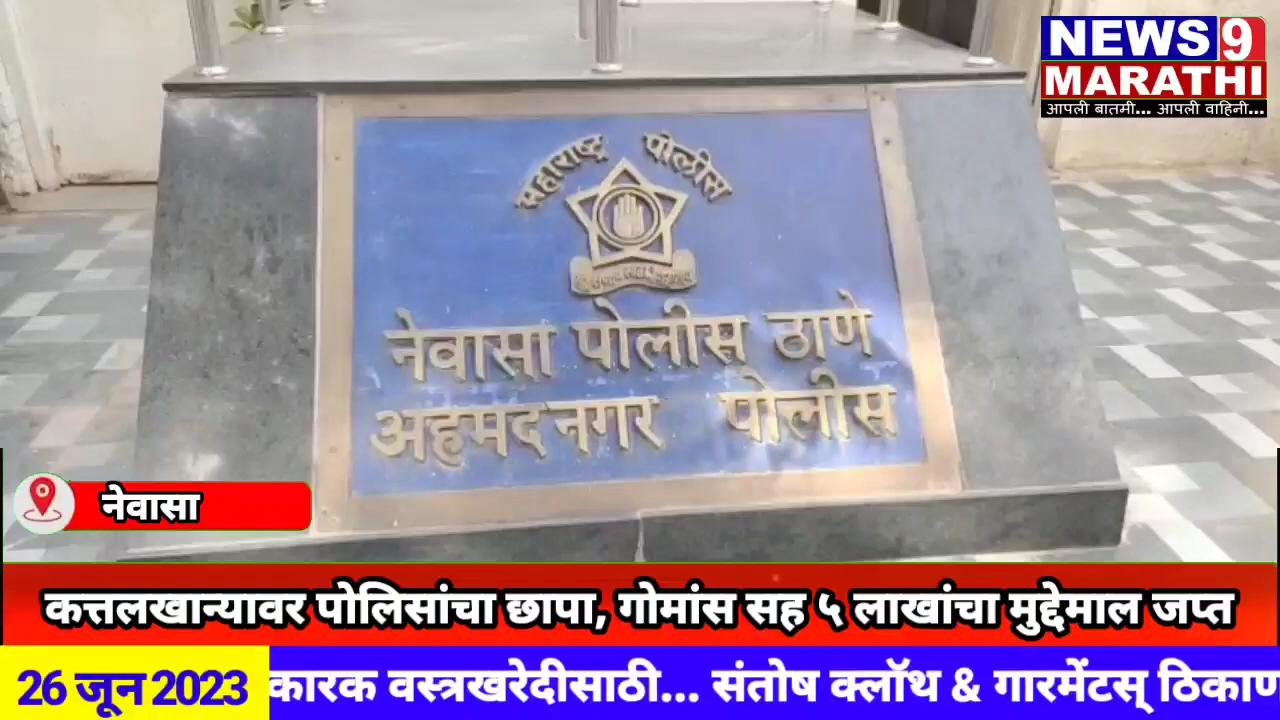 NEWS 9
MARATHI
आपली बातमी... आपली वाहिनी...
महाराष्ट्र पोलीस
नेवासा पोलीस ठाणे
अहमदनगर पोलीस
नेवासा
कत्तलखान्यावर पोलिसांचा छापा, गोमांस सह ५ लाखांचा मुद्देमाल जप्त
26 जून 2023
कारक वस्त्रखरेदीसाठी... संतोष क्लॉथ & गारमेंटस् ठिकाण